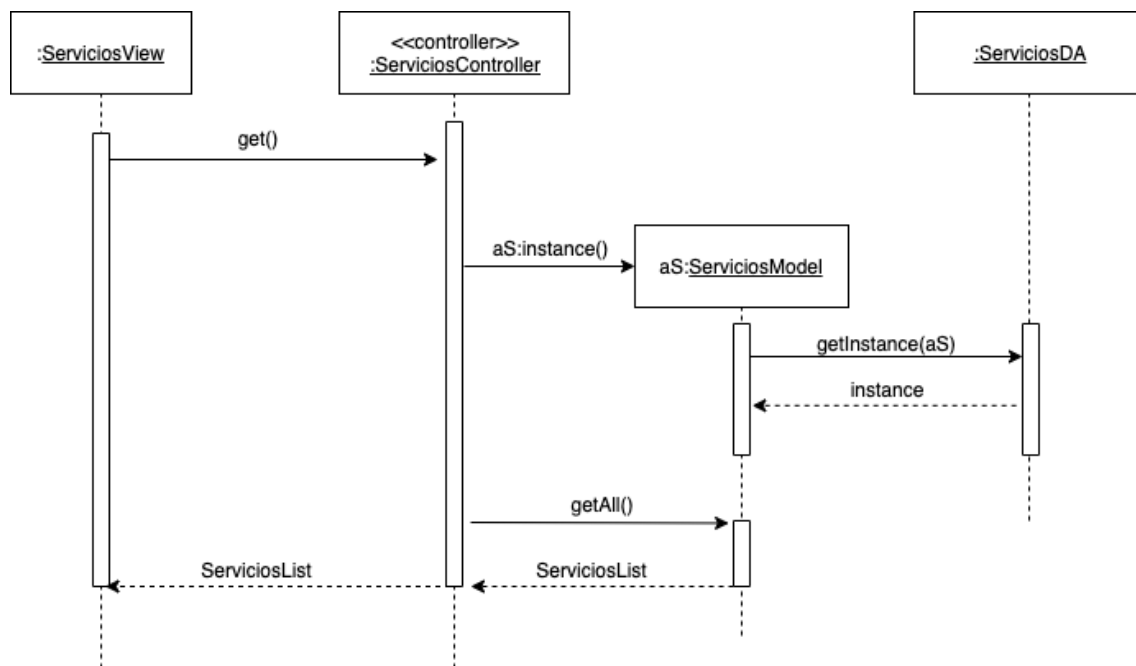 :ServiciosView
<<controller>>
:ServiciosController
:ServiciosDA
get()
aS:instance()
aS:ServiciosModel
getInstance(aS)
instance
getAll()
ServiciosList
ServiciosList